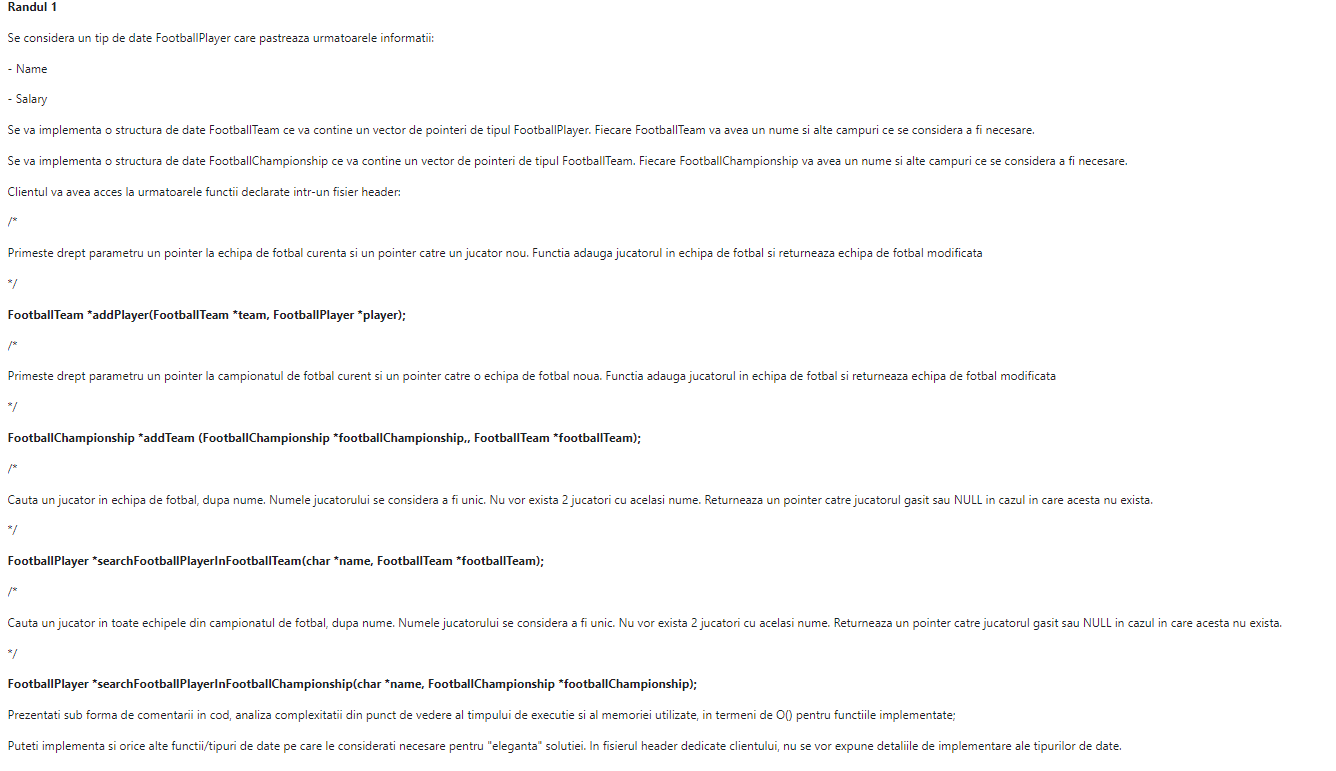 Randul 1
Se considera un tip de date FootballPlayer care pastreaza urmatoarele informatii:
- Name
- Salary
Se va implementa o structura de date FootballTeam ce va contine un vector de pointeri de tipul FootballPlayer. Fiecare FootballTeam va avea un nume si alte campuri ce se considera a fi necesare.
Se va implementa o structura de date FootballChampionship ce va contine un vector de pointeri de tipul FootballTeam. Fiecare FootballChampionship va avea un nume si alte campuri ce se considera a fi necesare.
Clientul va avea acces la urmatoarele functii declarate intr-un fisier header:
/*
Primeste drept parametru un pointer la echipa de fotbal curenta si un pointer catre un jucator nou. Functia adauga jucatorul in echipa de fotbal si returneaza echipa de fotbal modificata
*/
FootballTeam *addPlayer(FootballTeam *team, FootballPlayer *player);
/*
Primeste drept parametru un pointer la campionatul de fotbal curent si un pointer catre o echipa de fotbal noua. Functia adauga jucatorul in echipa de fotbal si returneaza echipa de fotbal modificata
*/
FootballChampionship *addTeam (FootballChampionship *footballChampionship,, FootballTeam *footballTeam);
/*
Cauta un jucator in echipa de fotbal, dupa nume. Numele jucatorului se considera a fi unic. Nu vor exista 2 jucatori cu acelasi nume. Returneaza un pointer catre jucatorul gasit sau NULL in cazul in care acesta nu exista.
*/
FootballPlayer *searchFootballPlayerInFootballTeam(char *name, FootballTeam *footballTeam);
/*
Cauta un jucator in toate echipele din campionatul de fotbal, dupa nume. Numele jucatorului se considera a fi unic. Nu vor exista 2 jucatori cu acelasi nume. Returneaza un pointer catre jucatorul gasit sau NULL in cazul in care acesta nu exista.
*/
FootballPlayer *searchFootballPlayerInFootballChampionship(char *name, FootballChampionship *footballChampionship);
Prezentati sub forma de comentarii in cod, analiza complexitatii din punct de vedere al timpului de executie si al memoriei utilizate, in termeni de O() pentru functiile implementate;
Puteti implementa si orice alte functii/tipuri de date pe care le considerati necesare pentru "eleganta" solutiei. In fisierul header dedicate clientului, nu se vor expune detaliile de implementare ale tipurilor de date.